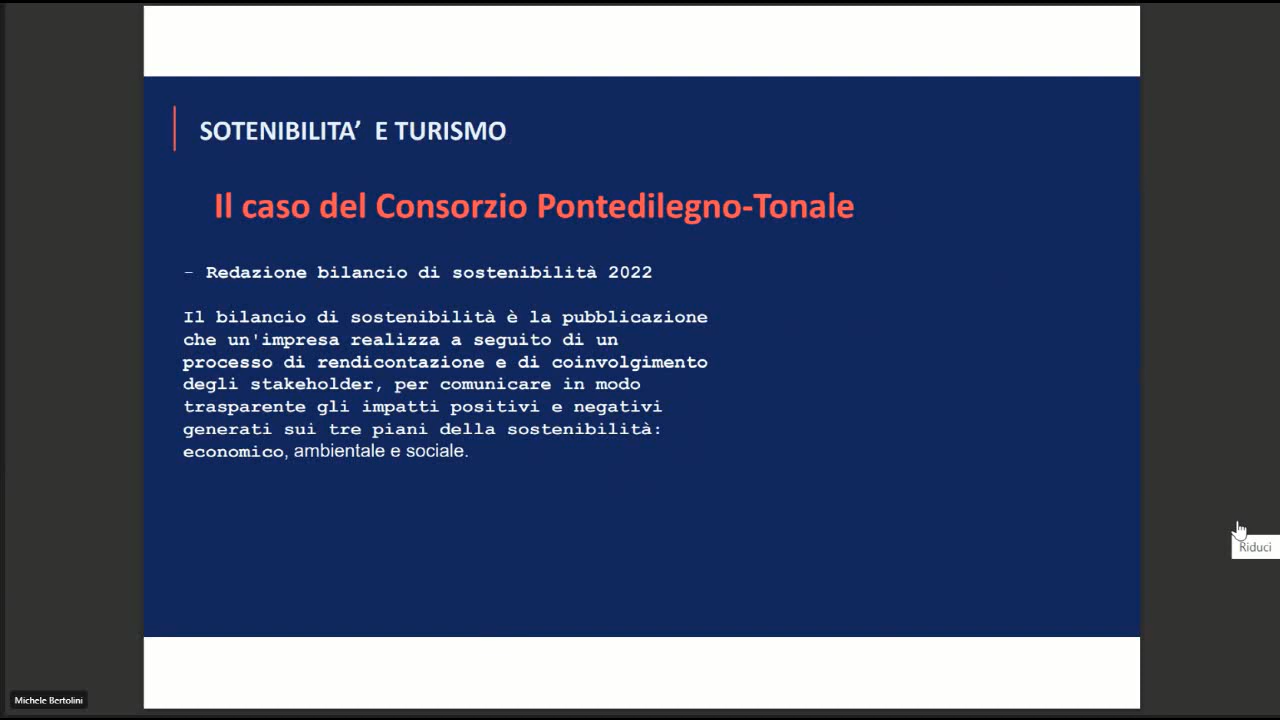 SOTENIBILITA’ E TURISMO
Il caso del Consorzio Pontedilegno-Tonale
- Redazione bilancio di sostenibilità 2022
Il bilancio di sostenibilità è la pubblicazione
che un'impresa realizza a seguito di un
processo di rendicontazione e di coinvolgimento
degli stakeholder, per comunicare in modo
trasparente gli impatti positivi e negativi
generati sui tre piani della sostenibilità:
economico, ambientale e sociale.
Riduci
Michele Bertolini